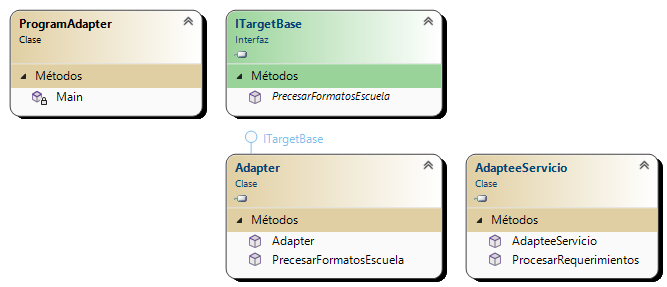 ProgramAdapter
Clase
Métodos
Main
ITargetBase
Interfaz
Métodos
PrecesarFormatosEscuela
ITargetBase
Adapter
Clase
Métodos
Adapter
PrecesarFormatosEscuela
AdapteeServicio
Clase
Métodos
AdapteeServicio
ProcesarRequerimientos